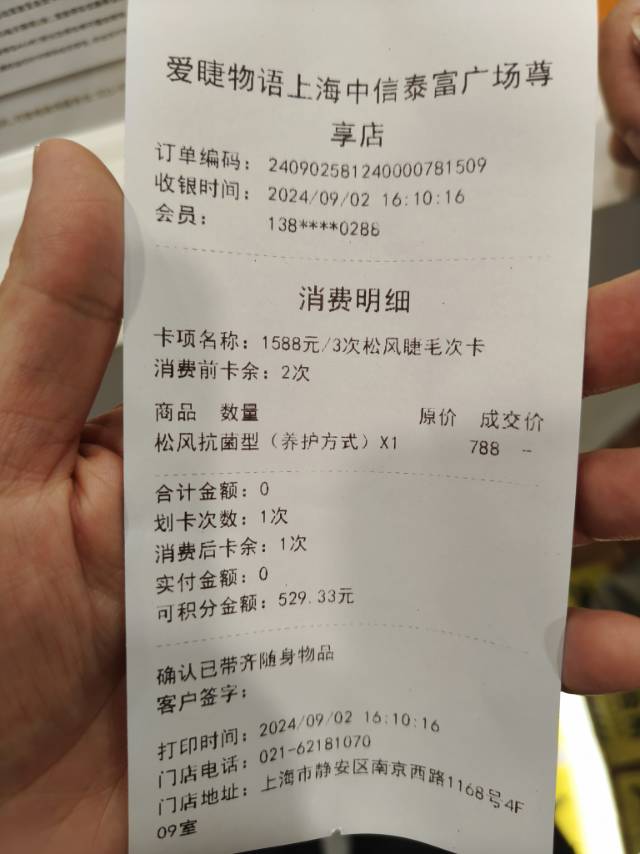 爱睫物语上海中信泰富广场尊
享店
订单编码： 240902581240000781509
收银时间： 2024/09/02 16:10:16
会员： 138****0288
消费明细
卡项名称：1588元/3次松风睫毛次卡
消费前卡余：2次
商品 数量 原价 成交价
松风抗菌型（养护方式）X1 788 --
合计金额：0
划卡次数：1次
消费后卡余：1次
实付金额：0
可积分金额：529.33元
确认已带齐随身物品
客户签字：
打印时间：2024/09/02 16:10:16
门店电话：021-62181070
门店地址：上海市静安区南京西路1168号4F
09室